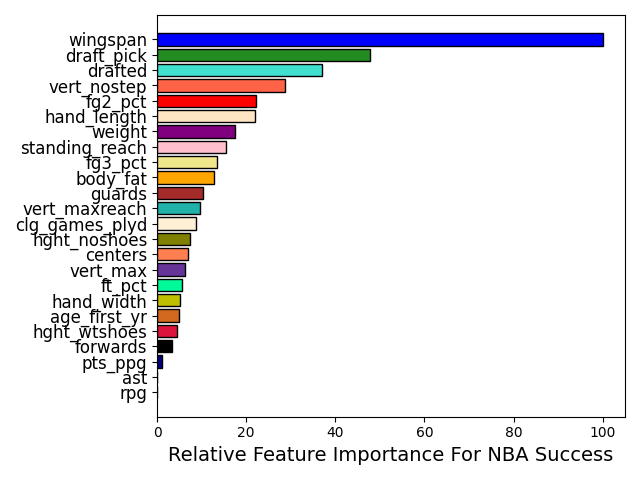 wingspan
draft_pick
drafted
vert_nostep
fg2_pct
hand_length
weight
standing_reach
fg3_pct
body_fat
guards
vert_maxreach
clg_games_plyd
hght_noshoes
centers
vert_max
ft_pct
hand_width
age_first_yr
hght_wtshoes
forwards
pts_ppg
ast
rpg
0 20 40 60 80 100
Relative Feature Importance For NBA Success